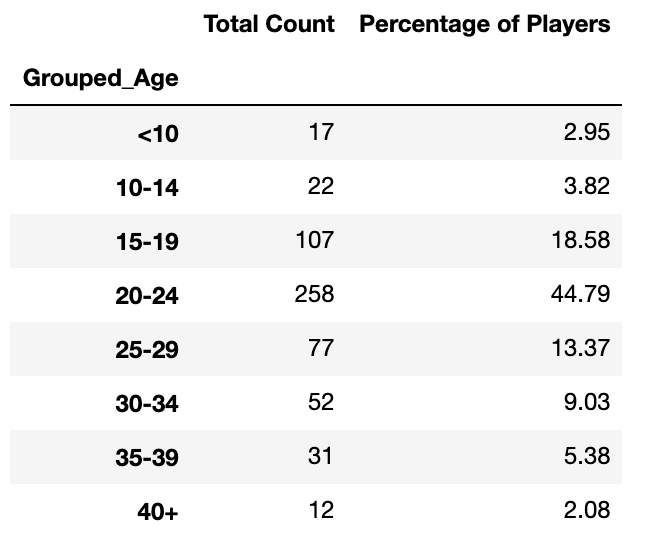 Total Count Percentage of Players
Grouped_Age
<10 17 2.95
10-14 22 3.82
15-19 107 18.58
20-24 258 44.79
25-29 77 13.37
30-34 52 9.03
35-39 31 5.38
40+ 12 2.08